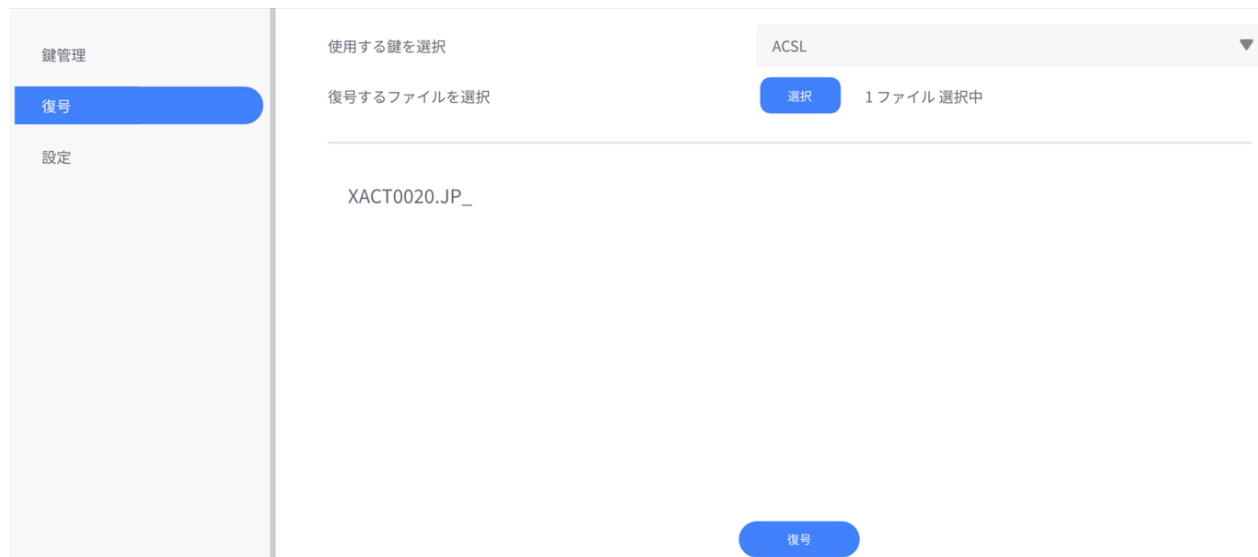 鍵管理
復号
設定
使用する鍵を選択
ACSL
復号するファイルを選択
選択
1 ファイル 選択中
XACT0020.JP_
復号